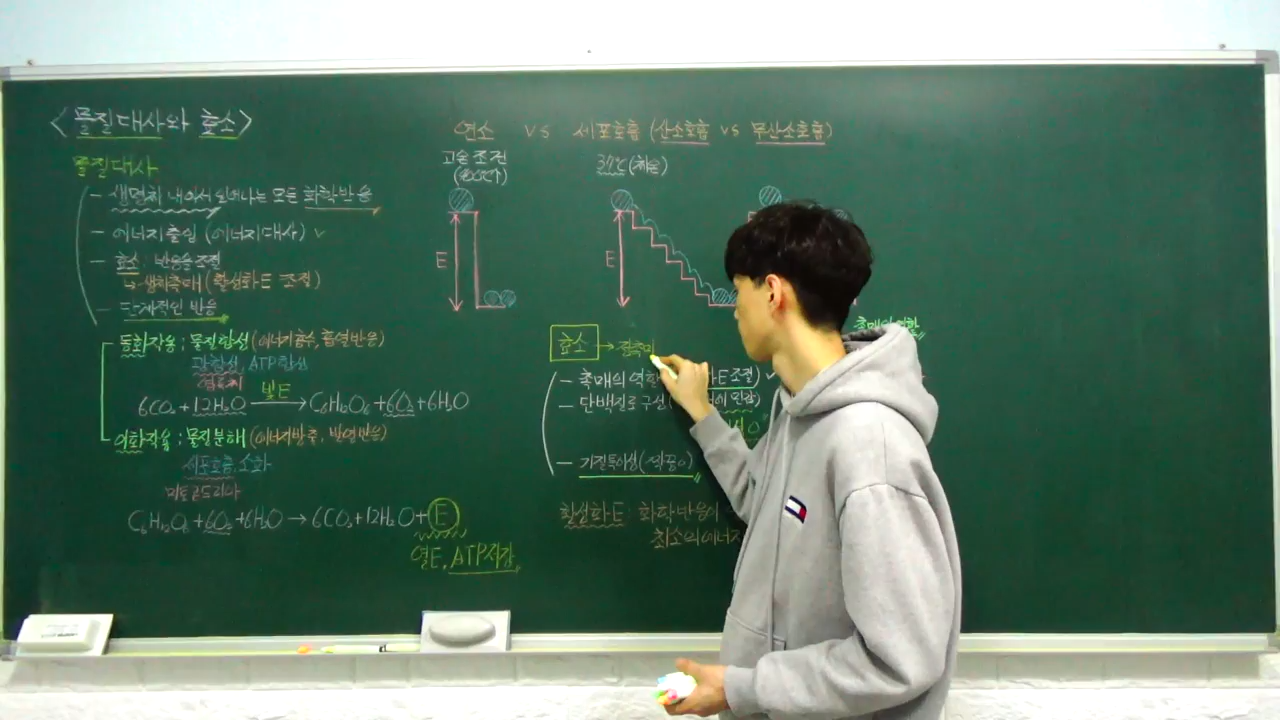 <물질대사와 효소>
물질대사
- 생명체 내에서 일어나는 모든 화학반응
- 에너지출입 (에너지대사) ✓
- 효소 : 반응을 조절
↳ 생체촉매 (활성화E 조절)
- 단계적인 반응
동화작용 : 물질합성 (에너지흡수, 흡열반응)
광합성, ATP합성
엽록체
빛E
6CO₂ + 12H₂O → C₆H₁₂O₆ + 6O₂ + 6H₂O
이화작용 : 물질분해 (에너지방출, 발열반응)
세포호흡, 소화
미토콘드리아
C₆H₁₂O₆ + 6O₂ + 6H₂O → 6CO₂ + 12H₂O + E
열E, ATP저장
연소 vs 세포호흡 (산소호흡 vs 무산소호흡)
고온 조건
37℃ (체온)
E
E
촉매의 역할
효소 →
- 촉매의 역할 E 조절) ✓
- 단백질로 구성
- 기질특이성
활성화E : 화학반응이
최소의 에너지